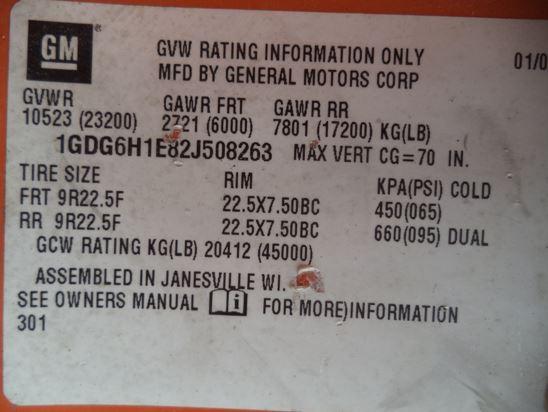 GM
GVW RATING INFORMATION ONLY 01/0
MFD BY GENERAL MOTORS CORP
GVWR GAWR FRT GAWR RR
10523 (23200) 2721 (6000) 7801 (17200) KG(LB)
1GDG6H1E82J508263 MAX VERT CG=70 IN.
TIRE SIZE RIM KPA(PSI) COLD
FRT 9R22.5F 22.5X7.50BC 450(065)
RR 9R22.5F 22.5X7.50BC 660(095) DUAL
GCW RATING KG(LB) 20412 (45000)
ASSEMBLED IN JANESVILLE WI.
SEE OWNERS MANUAL i FOR MORE)INFORMATION
301